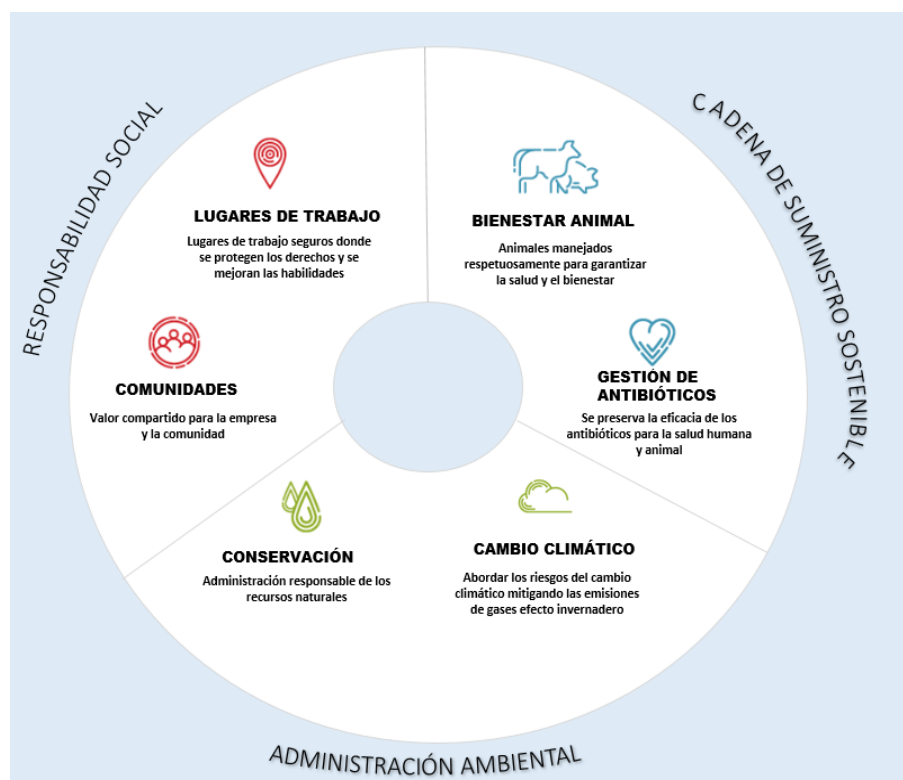 RESPONSABILIDAD SOCIAL
LUGARES DE TRABAJO
Lugares de trabajo seguros donde
se protegen los derechos y se
mejoran las habilidades
COMUNIDADES
Valor compartido para la empresa
y la comunidad
CADENA DE SUMINISTRO SOSTENIBLE
BIENESTAR ANIMAL
Animales manejados
respetuosamente para garantizar
la salud y el bienestar
GESTIÓN DE
ANTIBIÓTICOS
Se preserva la eficacia de los
antibióticos para la salud humana
y animal
CONSERVACIÓN
Administración responsable de los
recursos naturales
CAMBIO CLIMÁTICO
Abordar los riesgos del cambio
climático mitigando las emisiones
de gases efecto invernadero
ADMINISTRACIÓN AMBIENTAL